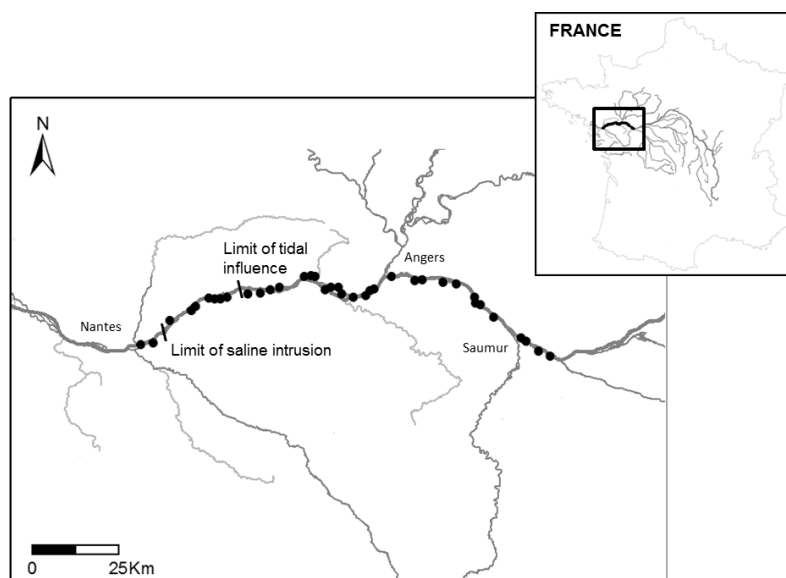 FRANCE
N
Limit of tidal
influence
Angers
Nantes
Limit of saline intrusion
Saumur
0
25Km